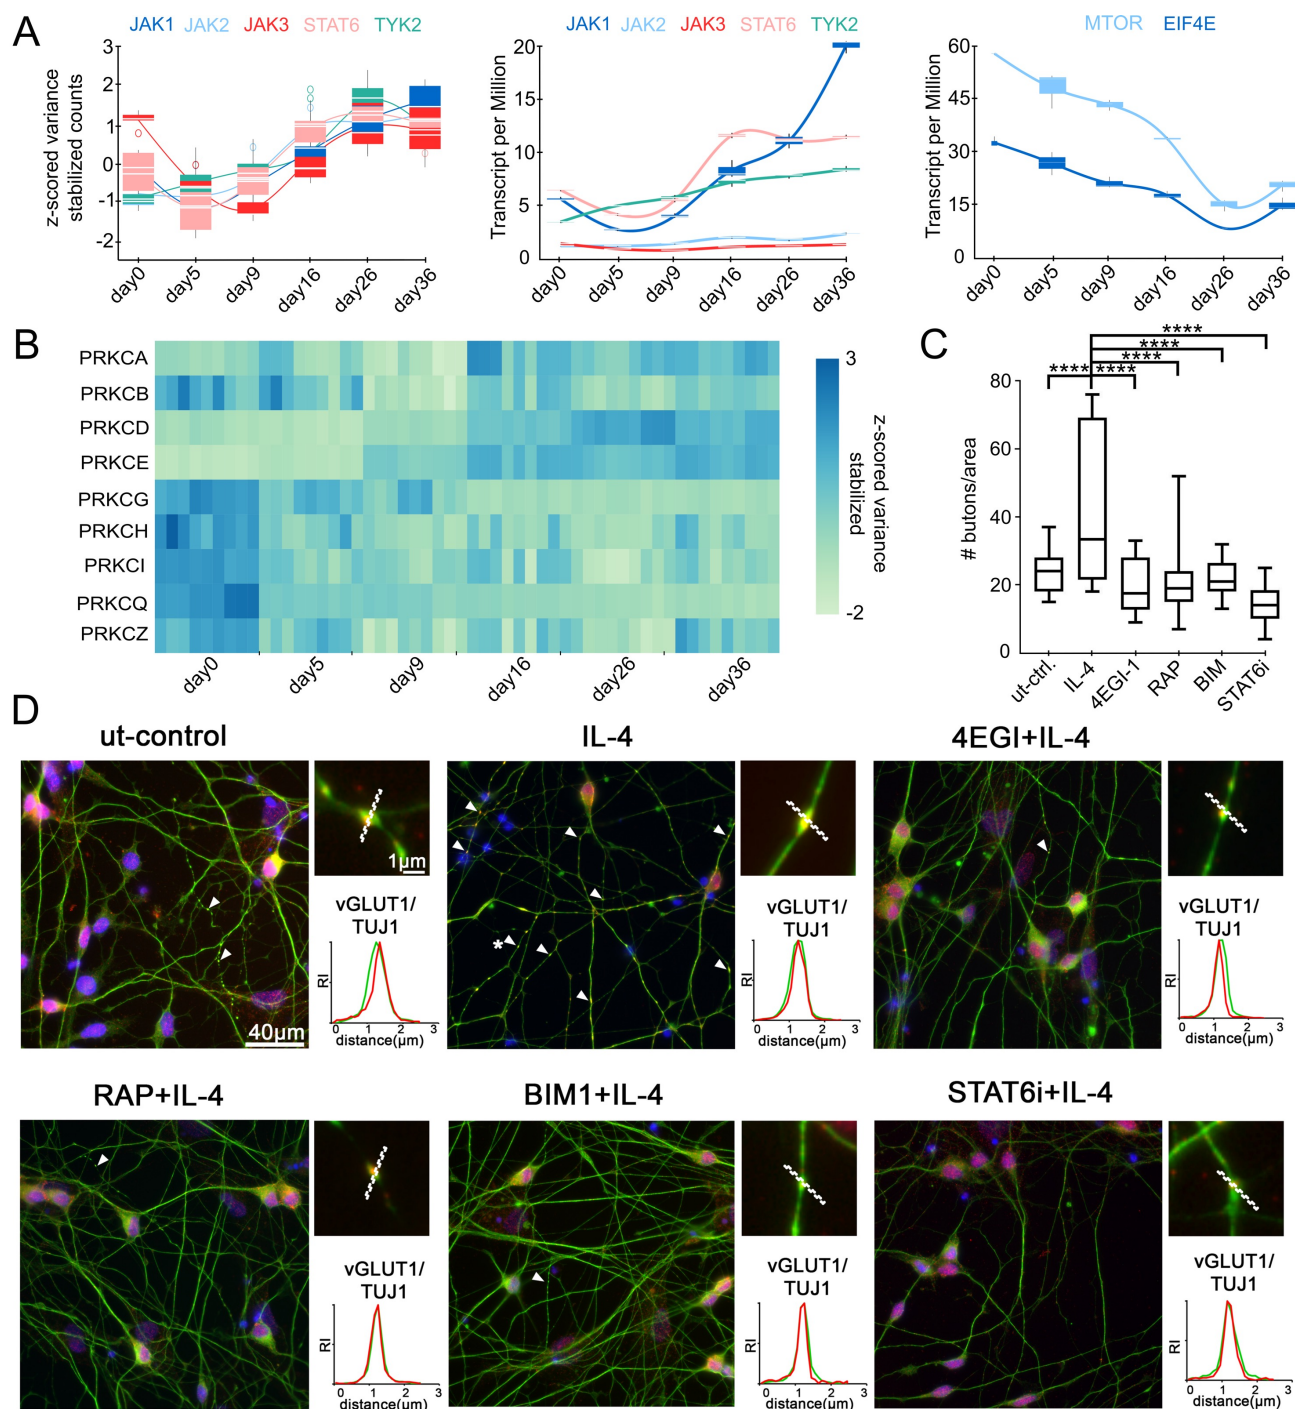 A
JAK1 JAK2 JAK3 STAT6 TYK2
z-scored variance
stabilized counts
3
2
1
0
-1
-2
day0 day5 day9 day16 day26 day36
JAK1 JAK2 JAK3 STAT6 TYK2
Transcript per Million
20
15
10
5
0
day0 day5 day9 day16 day26 day36
MTOR EIF4E
Transcript per Million
60
45
30
15
0
day0 day5 day9 day16 day26 day36
B
PRKCA
PRKCB
PRKCD
PRKCE
PRKCG
PRKCH
PRKCI
PRKCQ
PRKCZ
day0 day5 day9 day16 day26 day36
3
-2
z-scored variance
stabilized
C
****
****
****
**** ****
# butons/area
80
60
40
20
0
ut-ctrl. IL-4 4EGI-1 RAP BIM STAT6i
D
ut-control
40µm
1µm
vGLUT1/
TUJ1
RI
0 1 2 3
distance(µm)
IL-4
*
vGLUT1/
TUJ1
RI
0 1 2 3
distance(µm)
4EGI+IL-4
vGLUT1/
TUJ1
RI
0 1 2 3
distance(µm)
RAP+IL-4
vGLUT1/
TUJ1
RI
0 1 2 3
distance(µm)
BIM1+IL-4
vGLUT1/
TUJ1
RI
0 1 2 3
distance(µm)
STAT6i+IL-4
vGLUT1/
TUJ1
RI
0 1 2 3
distance(µm)